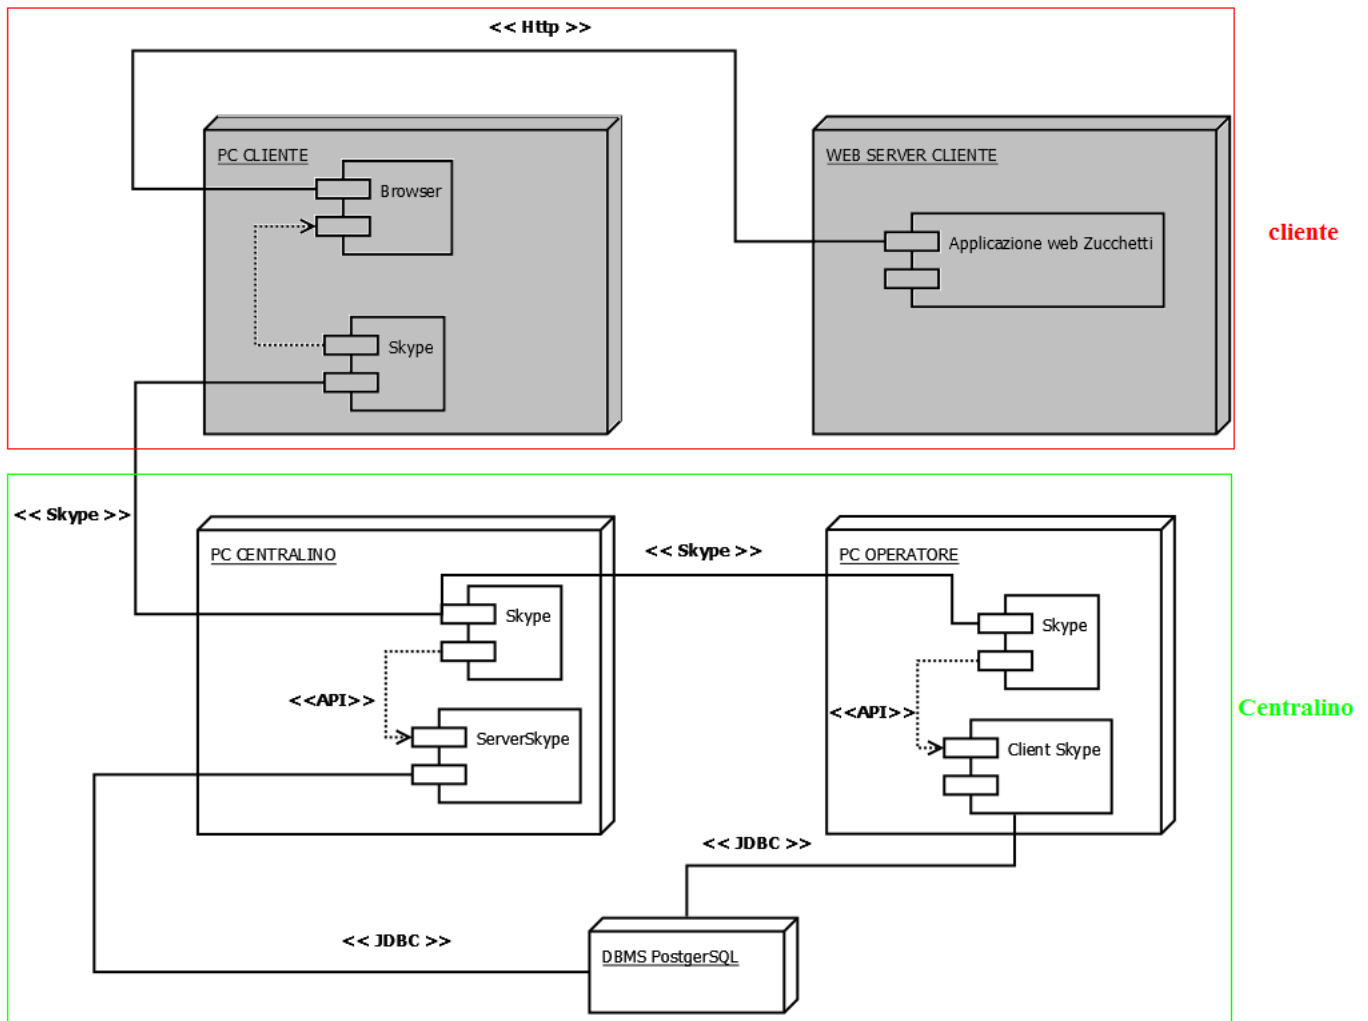 << Http >>
PC CLIENTE
Browser
Skype
WEB SERVER CLIENTE
Applicazione web Zucchetti
cliente
<< Skype >>
PC CENTRALINO
Skype
<<API>>
ServerSkype
<< Skype >>
PC OPERATORE
Skype
<<API>>
Client Skype
Centralino
<< JDBC >>
<< JDBC >>
DBMS PostgerSQL